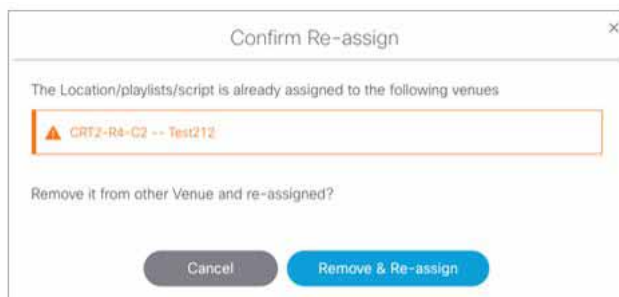 Confirm Re-assign
The Location/playlists/script is already assigned to the following venues
CRT2-R4-C2 -- Test212
Remove it from other Venue and re-assigned?
Cancel
Remove & Re-assign